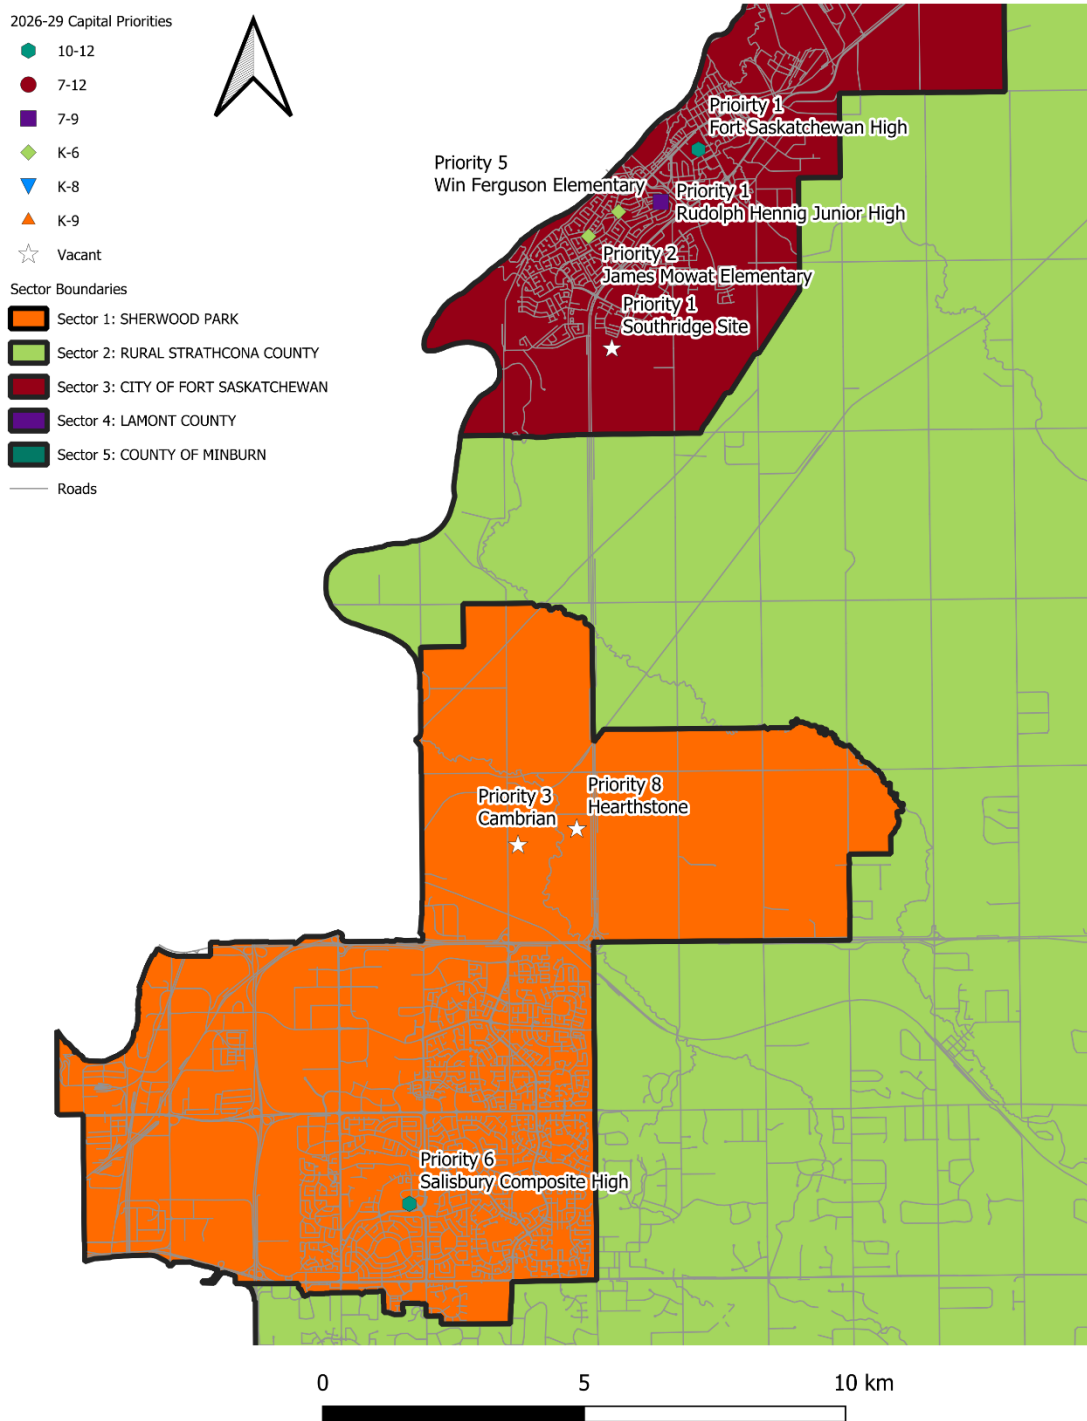 2026-29 Capital Priorities
10-12
7-12
7-9
K-6
K-8
K-9
Vacant
Sector Boundaries
Sector 1: SHERWOOD PARK
Sector 2: RURAL STRATHCONA COUNTY
Sector 3: CITY OF FORT SASKATCHEWAN
Sector 4: LAMONT COUNTY
Sector 5: COUNTY OF MINBURN
Roads
Prioirty 1
Fort Saskatchewan High
Priority 5
Win Ferguson Elementary
Priority 1
Rudolph Hennig Junior High
Priority 2
James Mowat Elementary
Priority 1
Southridge Site
Priority 8
Hearthstone
Priority 3
Cambrian
Priority 6
Salisbury Composite High
0 5 10 km